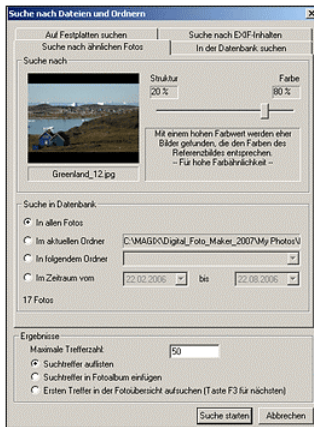 Suche nach Dateien und Ordnern
Auf Festplatten suchen
Suche nach EXIF-Inhalten
Suche nach ähnlichen Fotos
In der Datenbank suchen
Suche nach
Struktur
Farbe
20 %
80 %
Mit einem hohen Farbwert werden eher
Bilder gefunden, die den Farben des
Referenzbildes entsprechen.
-- Für hohe Farbähnlichkeit --
Greenland_12.jpg
Suche in Datenbank
In allen Fotos
Im aktuellen Ordner
C:\MAGIX\Digital_Foto_Maker_2007\My Photos\
In folgendem Ordner
Im Zeitraum vom
22.02.2006
bis
22.08.2006
17 Fotos
Ergebnisse
Maximale Trefferzahl:
50
Suchtreffer auflisten
Suchtreffer in Fotoalbum einfügen
Ersten Treffer in der Fotoübersicht aufsuchen (Taste F3 für nächsten)
Suche starten
Abbrechen